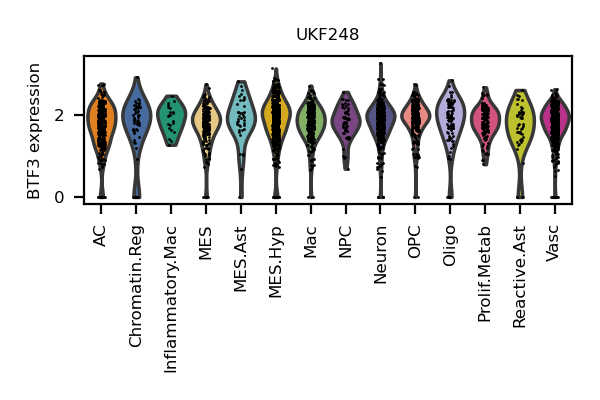 UKF248
BTF3 expression
2
0
AC
Chromatin.Reg
Inflammatory.Mac
MES
MES.Ast
MES.Hyp
Mac
NPC
Neuron
OPC
Oligo
Prolif.Metab
Reactive.Ast
Vasc